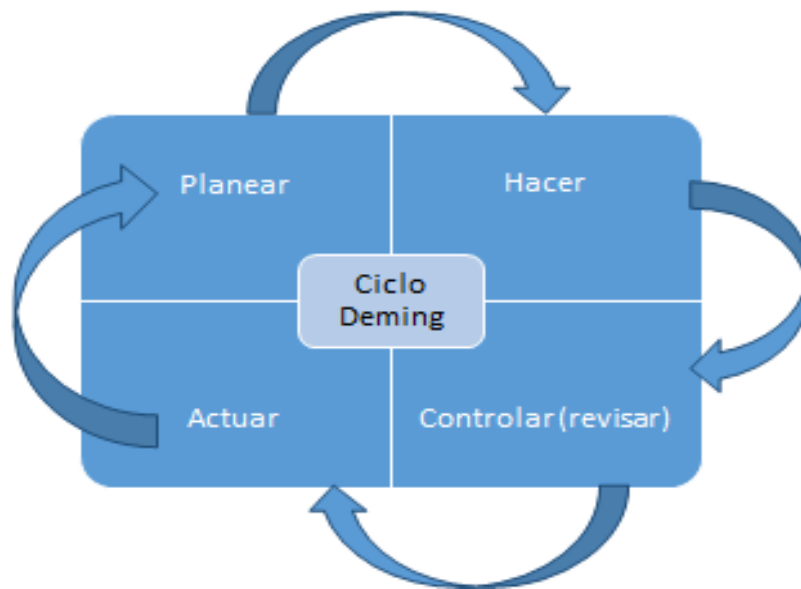 Planear
Hacer
Ciclo
Deming
Actuar
Controlar (revisar)